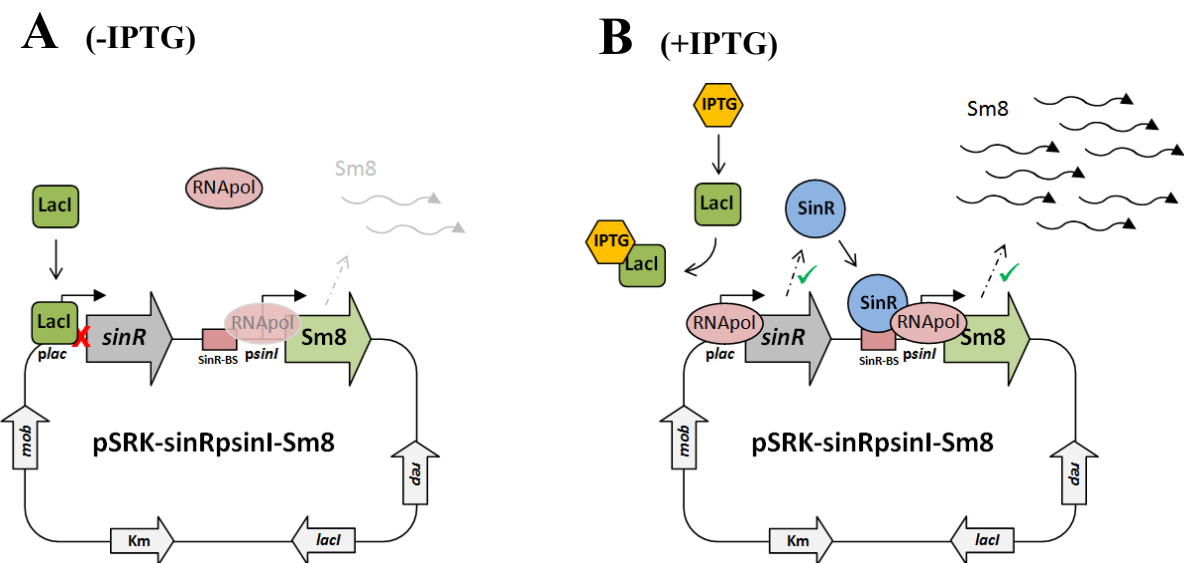 A (-IPTG)
Sm8
RNApol
LacI
LacI
X
sinR
RNApol
Sm8
plac
SinR-BS
psinI
mob
pSRK-sinRpsinI-Sm8
rep
Km
lacI
B (+IPTG)
IPTG
Sm8
LacI
SinR
IPTG
LacI
SinR
RNApol
RNApol
sinR
Sm8
plac
SinR-BS
psinI
mob
pSRK-sinRpsinI-Sm8
rep
Km
lacI